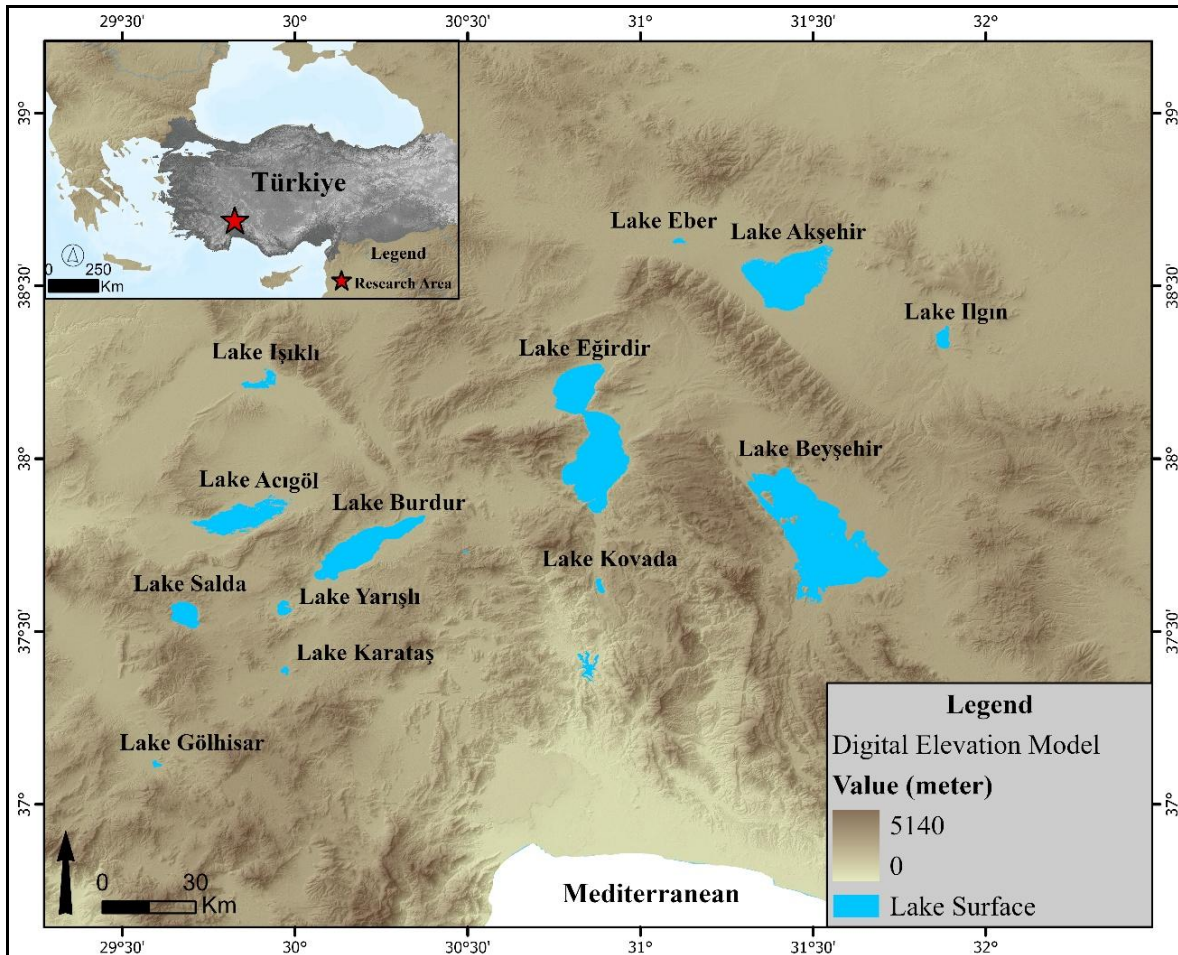 29°30' 30° 30°30' 31° 31°30' 32°
39°
39°
Türkiye
Legend
Research Area
0 250
Km
Lake Eber
Lake Akşehir
38°30'
38°30'
Lake Ilgın
Lake Işıklı
Lake Eğirdir
38°
38°
Lake Beyşehir
Lake Acıgöl
Lake Burdur
Lake Kovada
Lake Salda
Lake Yarışlı
37°30'
37°30'
Lake Karataş
Lake Gölhisar
37°
37°
Legend
Digital Elevation Model
Value (meter)
5140
0
Lake Surface
0 30
Km
Mediterranean
29°30' 30° 30°30' 31° 31°30' 32°